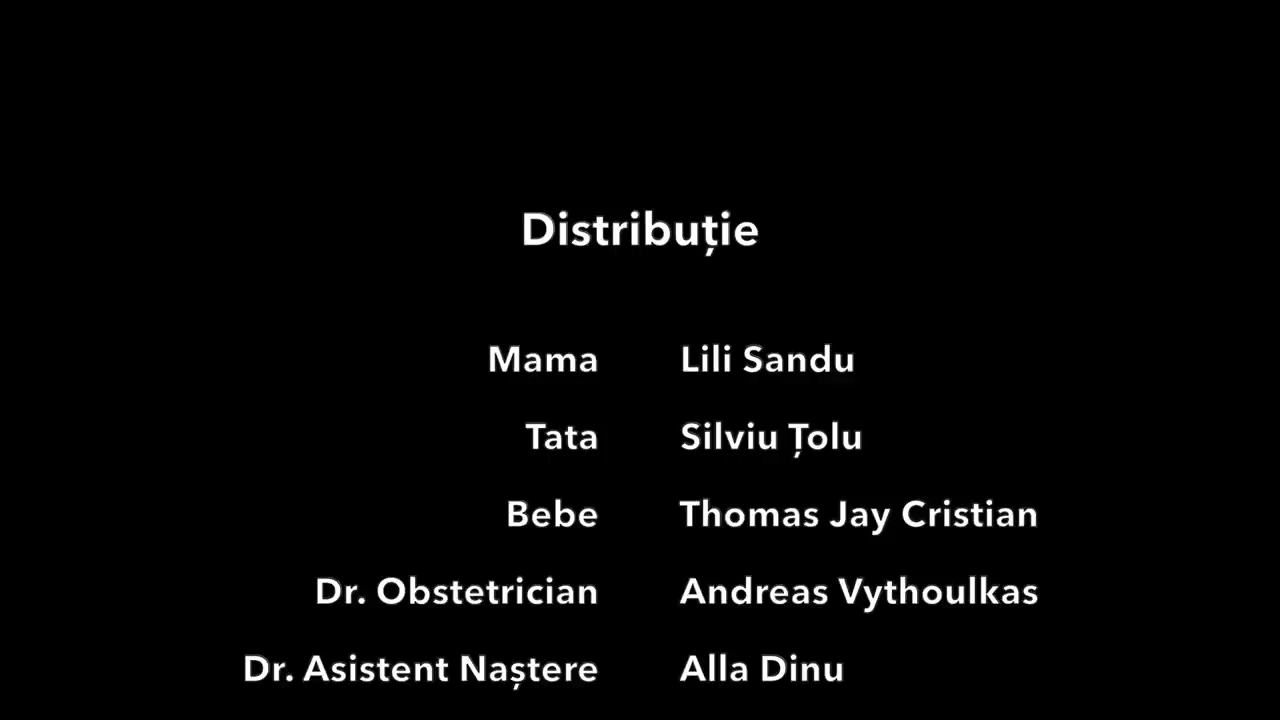 Distribuție
Mama Lili Sandu
Tata Silviu Țolu
Bebe Thomas Jay Cristian
Dr. Obstetrician Andreas Vythoulkas
Dr. Asistent Naștere Alla Dinu